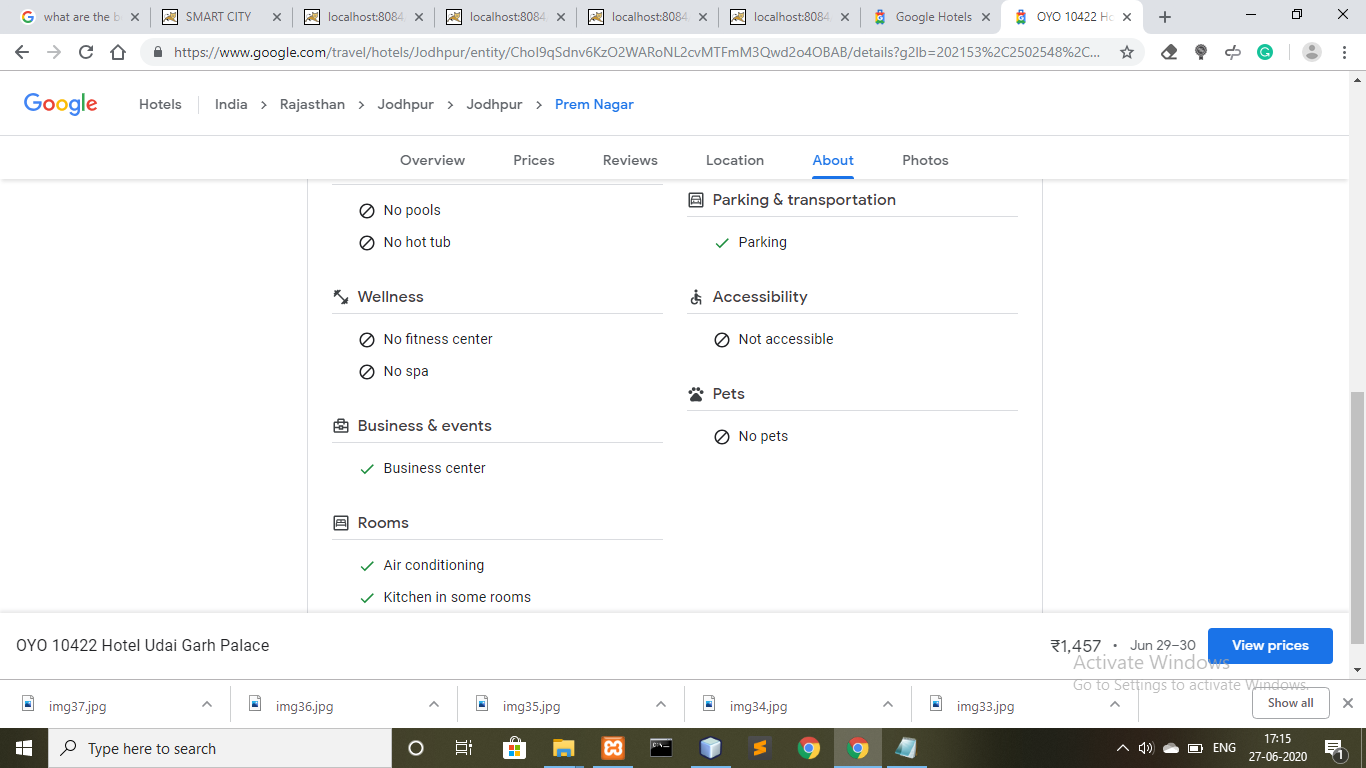 what are the b
SMART CITY
localhost:8084
localhost:8084
localhost:8084
localhost:8084
Google Hotels
OYO 10422 Ho
https://www.google.com/travel/hotels/Jodhpur/entity/ChoI9qSdnv6KzO2WARoNL2cvMTFmM3Qwd2o4OBAB/details?g2lb=202153%2C2502548%2C...
Google
Hotels
India > Rajasthan > Jodhpur > Jodhpur > Prem Nagar
Overview
Prices
Reviews
Location
About
Photos
No pools
No hot tub
Wellness
No fitness center
No spa
Business & events
Business center
Rooms
Air conditioning
Kitchen in some rooms
Parking & transportation
Parking
Accessibility
Not accessible
Pets
No pets
OYO 10422 Hotel Udai Garh Palace
₹1,457 • Jun 29–30
View prices
Activate Windows
Go to Settings to activate Windows.
img37.jpg
img36.jpg
img35.jpg
img34.jpg
img33.jpg
Show all
Type here to search
ENG
17:15
27-06-2020
1